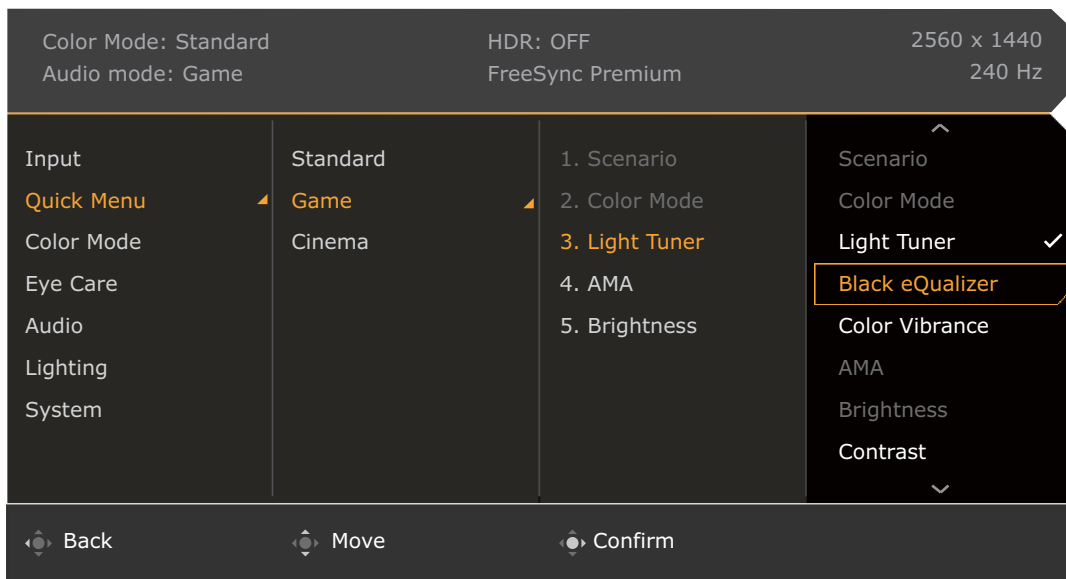 Color Mode: Standard
HDR: OFF
2560 x 1440
Audio mode: Game
FreeSync Premium
240 Hz
Input
Quick Menu
Color Mode
Eye Care
Audio
Lighting
System
Standard
Game
Cinema
1. Scenario
2. Color Mode
3. Light Tuner
4. AMA
5. Brightness
Scenario
Color Mode
Light Tuner
Black eQualizer
Color Vibrance
AMA
Brightness
Contrast
Back
Move
Confirm